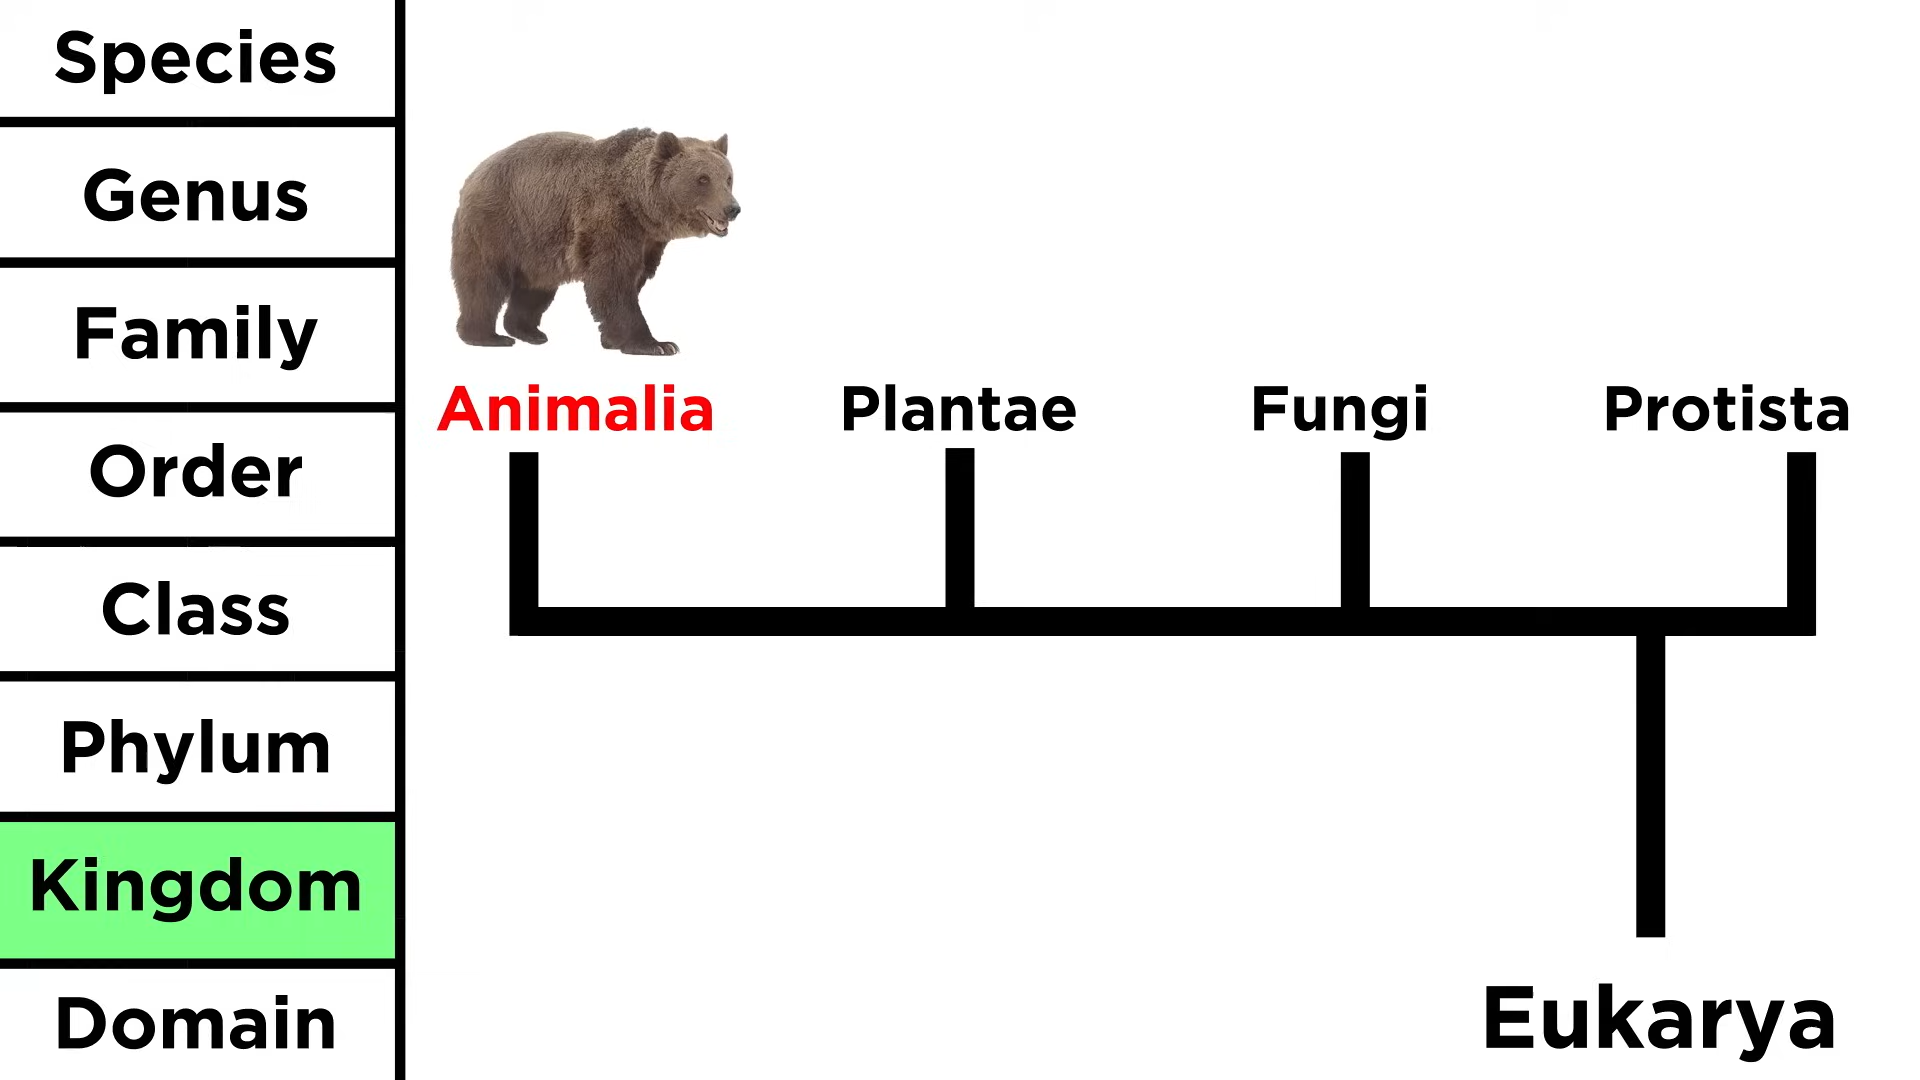 Species
Genus
Family
Order
Class
Phylum
Kingdom
Domain
Animalia
Plantae
Fungi
Protista
Eukarya